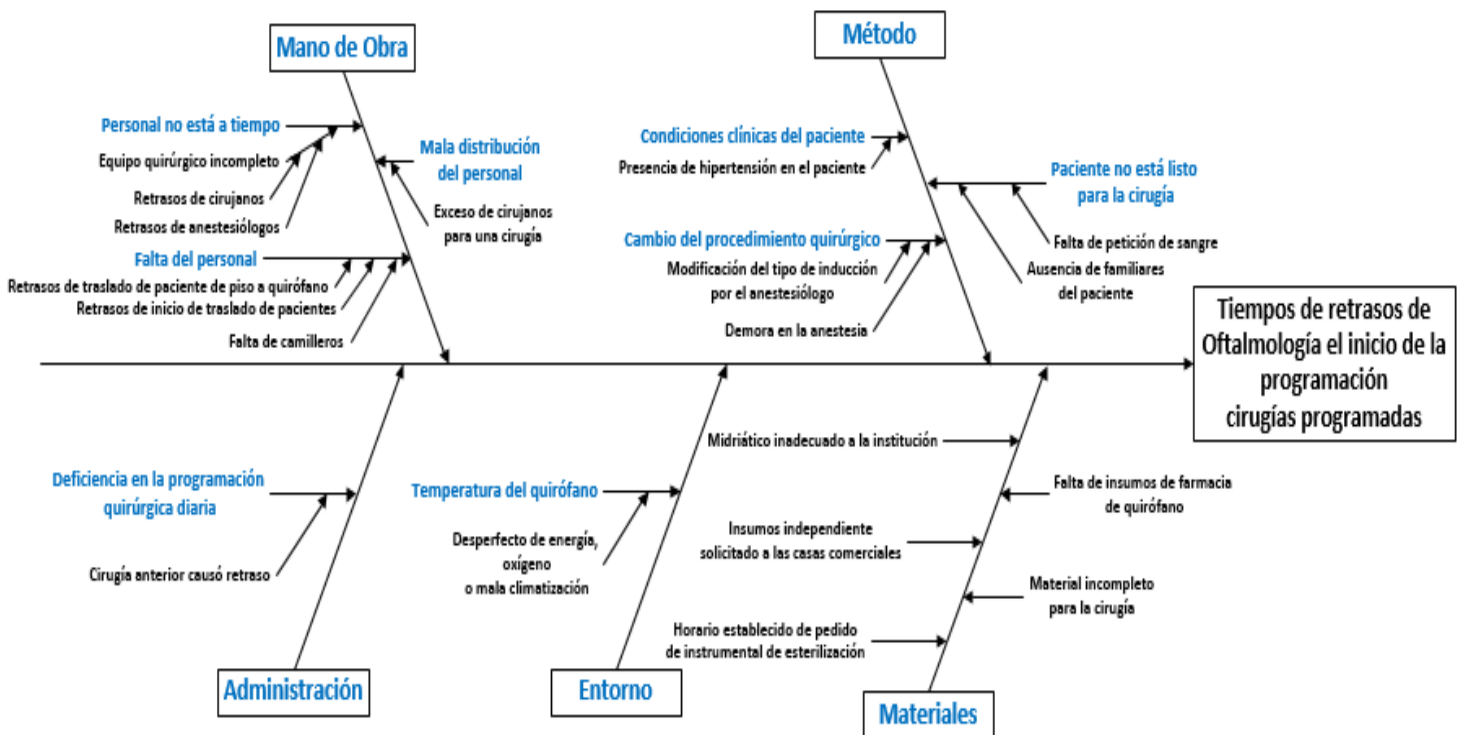 Mano de Obra
Método
Personal no está a tiempo
Equipo quirúrgico incompleto
Retrasos de cirujanos
Retrasos de anestesiólogos
Mala distribución
del personal
Exceso de cirujanos
para una cirugía
Falta del personal
Retrasos de traslado de paciente de piso a quirófano
Retrasos de inicio de traslado de pacientes
Falta de camilleros
Condiciones clínicas del paciente
Presencia de hipertensión en el paciente
Paciente no está listo
para la cirugía
Falta de petición de sangre
Ausencia de familiares
del paciente
Cambio del procedimiento quirúrgico
Modificación del tipo de inducción
por el anestesiólogo
Demora en la anestesia
Tiempos de retrasos de
Oftalmología el inicio de la
programación
cirugías programadas
Deficiencia en la programación
quirúrgica diaria
Cirugía anterior causó retraso
Temperatura del quirófano
Desperfecto de energía,
oxígeno
o mala climatización
Midriático inadecuado a la institución
Falta de insumos de farmacia
de quirófano
Insumos independiente
solicitado a las casas comerciales
Material incompleto
para la cirugía
Horario establecido de pedido
de instrumental de esterilización
Administración
Entorno
Materiales